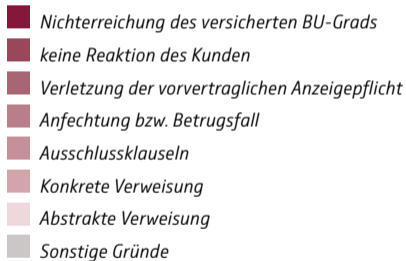 Nichterreichung des versicherten BU-Grads
keine Reaktion des Kunden
Verletzung der vorvertraglichen Anzeigepflicht
Anfechtung bzw. Betrugsfall
Ausschlussklauseln
Konkrete Verweisung
Abstrakte Verweisung
Sonstige Gründe